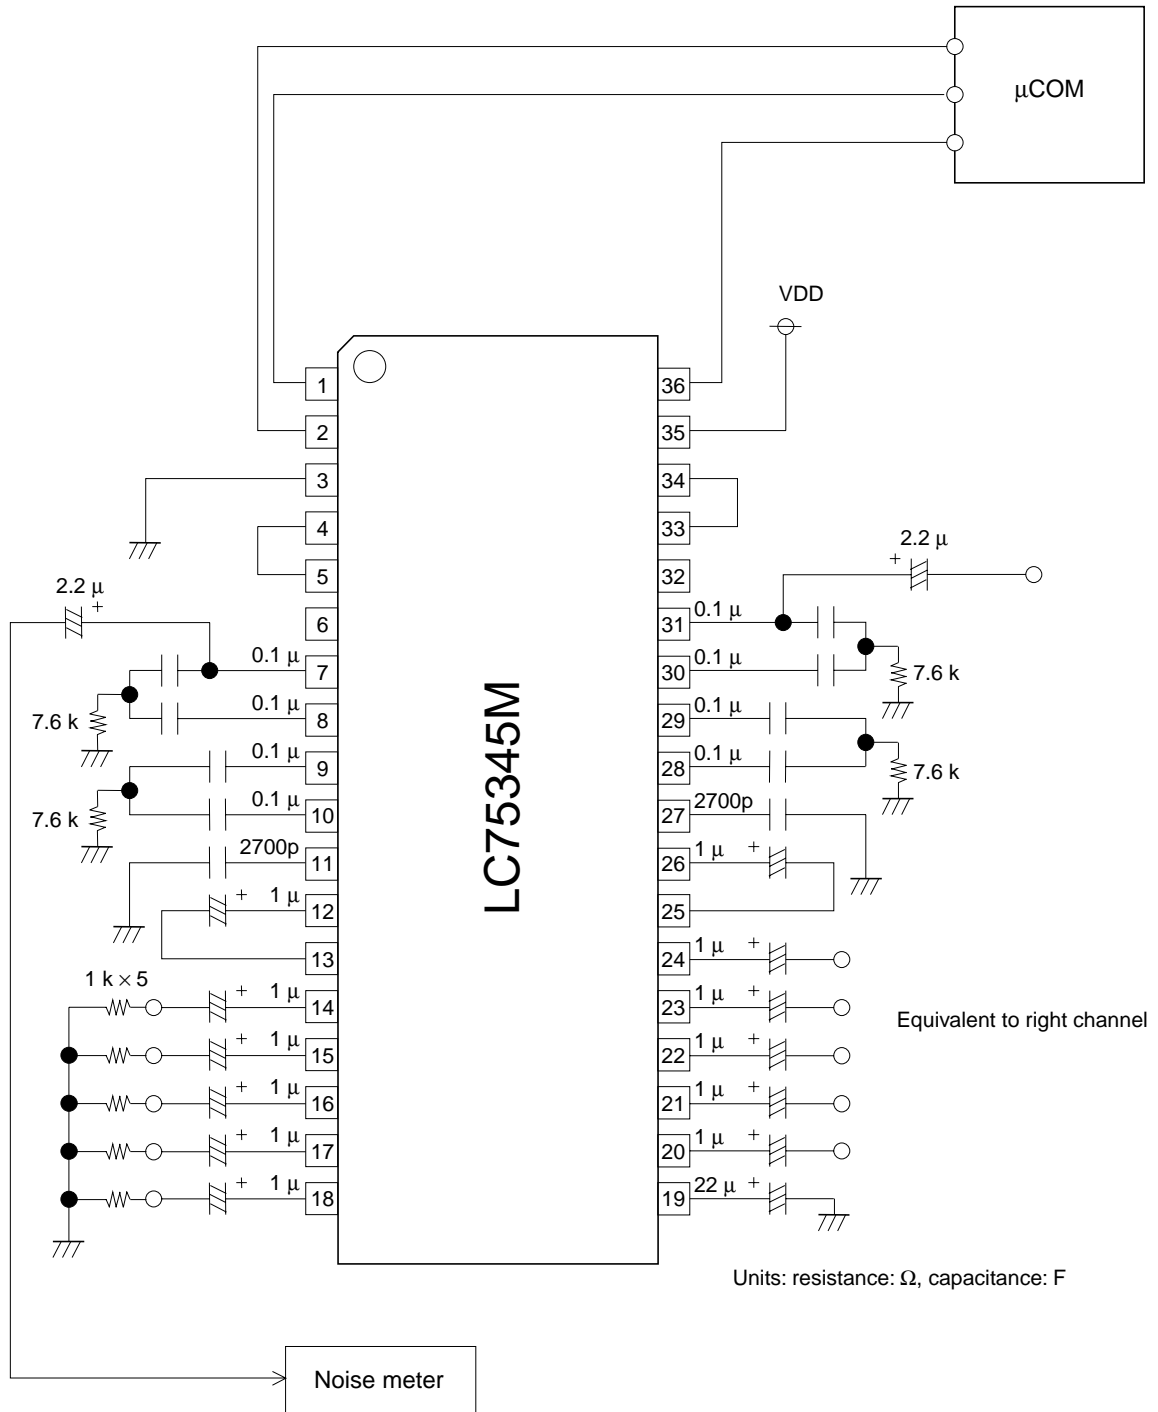 μCOM
VDD
1
36
2
35
3
34
4
33
2.2 μ
+
5
32
2.2 μ
+
6
31
0.1 μ
0.1 μ
7
30
0.1 μ
7.6 k
0.1 μ
8
29
0.1 μ
7.6 k
0.1 μ
9
28
0.1 μ
7.6 k
0.1 μ
10
27
2700p
7.6 k
2700p
11
26
1 μ
+
+
1 μ
12
25
LC75345M
13
24
1 μ
+
1 k × 5
+
1 μ
14
23
1 μ
+
Equivalent to right channel
+
1 μ
15
22
1 μ
+
+
1 μ
16
21
1 μ
+
+
1 μ
17
20
1 μ
+
+
1 μ
18
19
22 μ
+
Units: resistance: Ω, capacitance: F
Noise meter